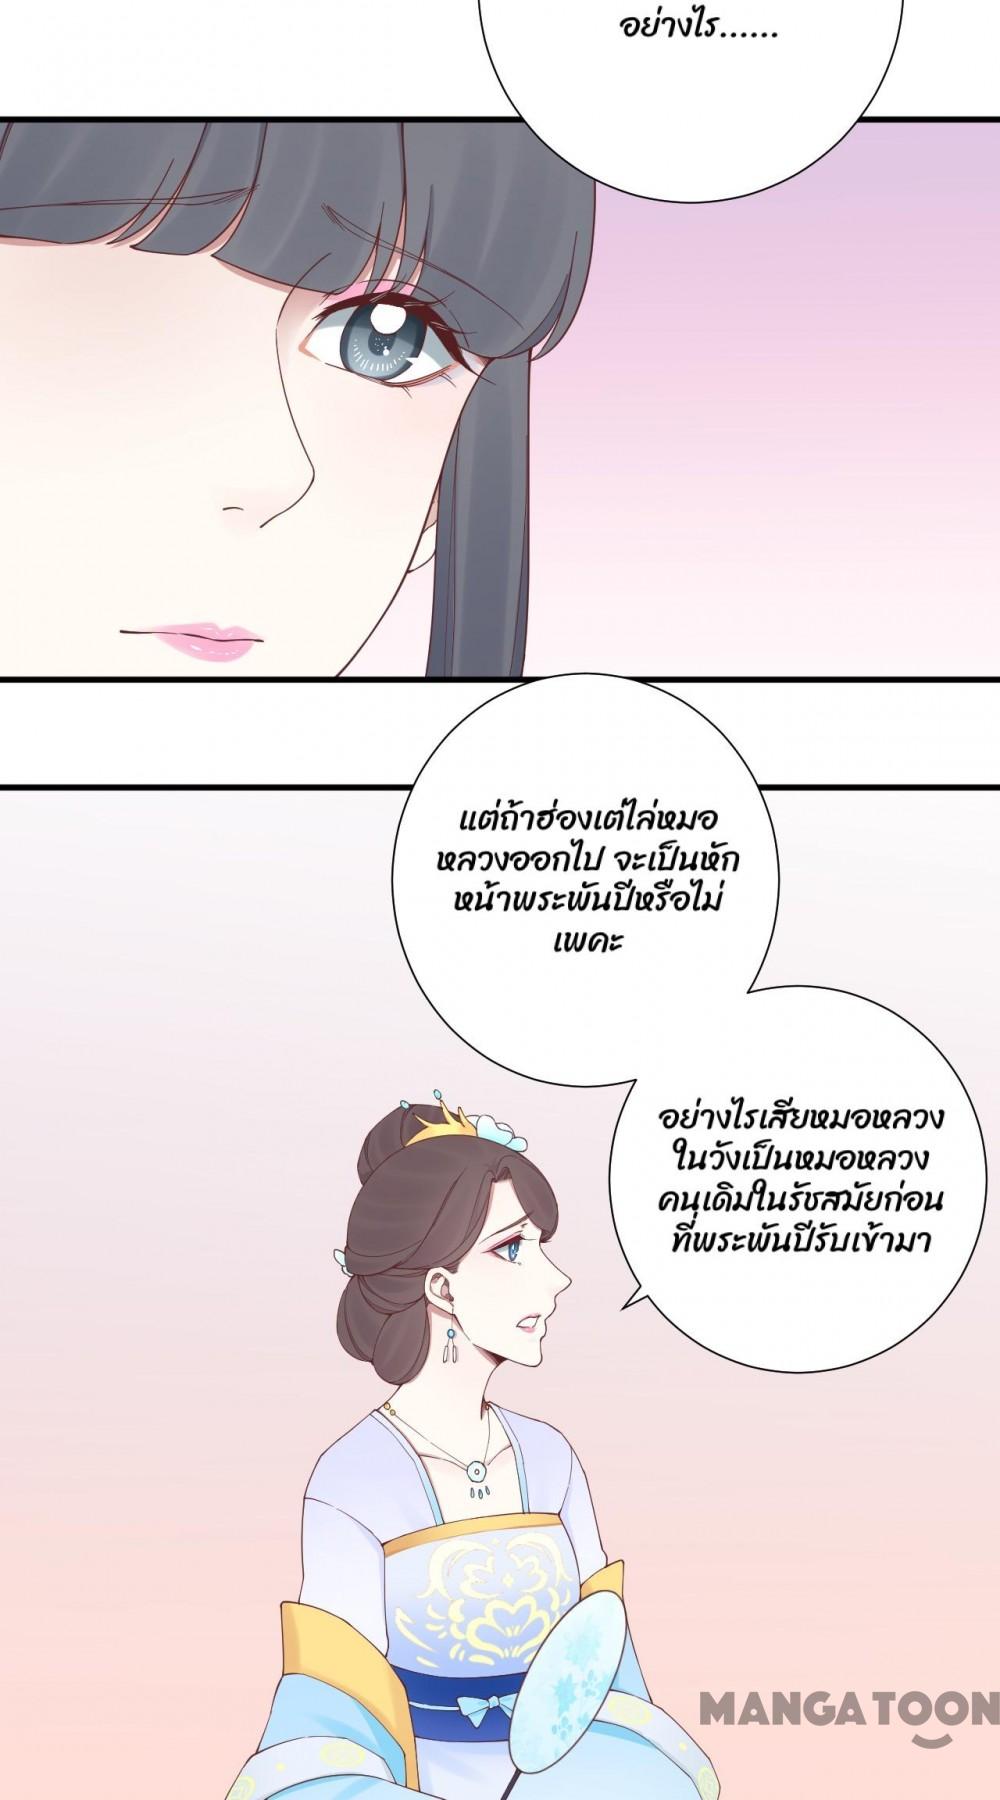 อย่างไร......
แต่ถ้าฮ่องเต้ไล่หมอ
หลวงออกไป จะเป็นหัก
หน้าพระพันปีหรือไม่
เพคะ
อย่างไรเสียหมอหลวง
ในวังเป็นหมอหลวง
คนเดิมในรัชสมัยก่อน
ที่พระพันปีรับเข้ามา
MANGATOON